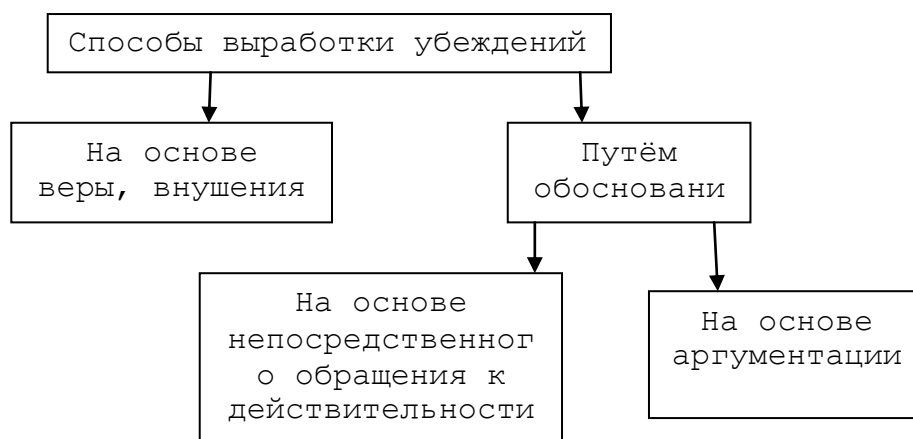 Способы выработки убеждений
На основе
веры, внушения
Путём
обосновани
На основе
непосредственног
о обращения к
действительности
На основе
аргументации